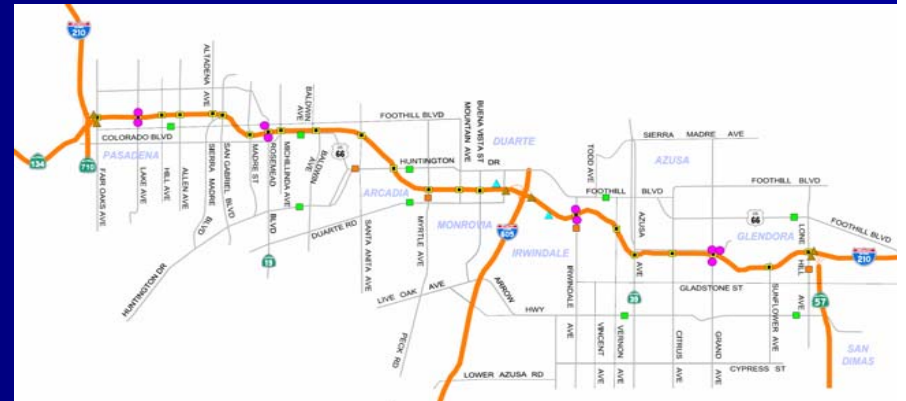 210
ALTADENA AVE
BALDWIN AVE
FOOTHILL BLVD
COLORADO BLVD
PASADENA
134
710
FAIR OAKS AVE
LAKE AVE
HILL AVE
ALLEN AVE
SIERRA MADRE BLVD
SAN GABRIEL BLVD
MADRE ST
ROSEMEAD BLVD
MICHILLINDA AVE
BALDWIN AVE
66
HUNTINGTON DR
ARCADIA
MOUNTAIN AVE
BUENA VISTA ST
DUARTE
SIERRA MADRE AVE
TODD AVE
AZUSA
FOOTHILL BLVD
FOOTHILL BLVD
66
GLENDORA
FOOTHILL BLVD
LONE HILL AVE
210
DUARTE RD
SANTA ANITA AVE
MYRTLE AVE
MONROVIA
605
IRWINDALE
AZUSA AVE
39
GLADSTONE ST
57
19
HUNTINGTON DR
LIVE OAK AVE
ARROW HWY
PECK RD
IRWINDALE AVE
VINCENT AVE
VERNON AVE
CITRUS AVE
GRAND AVE
SUNFLOWER AVE
SAN DIMAS
CYPRESS ST
LOWER AZUSA RD